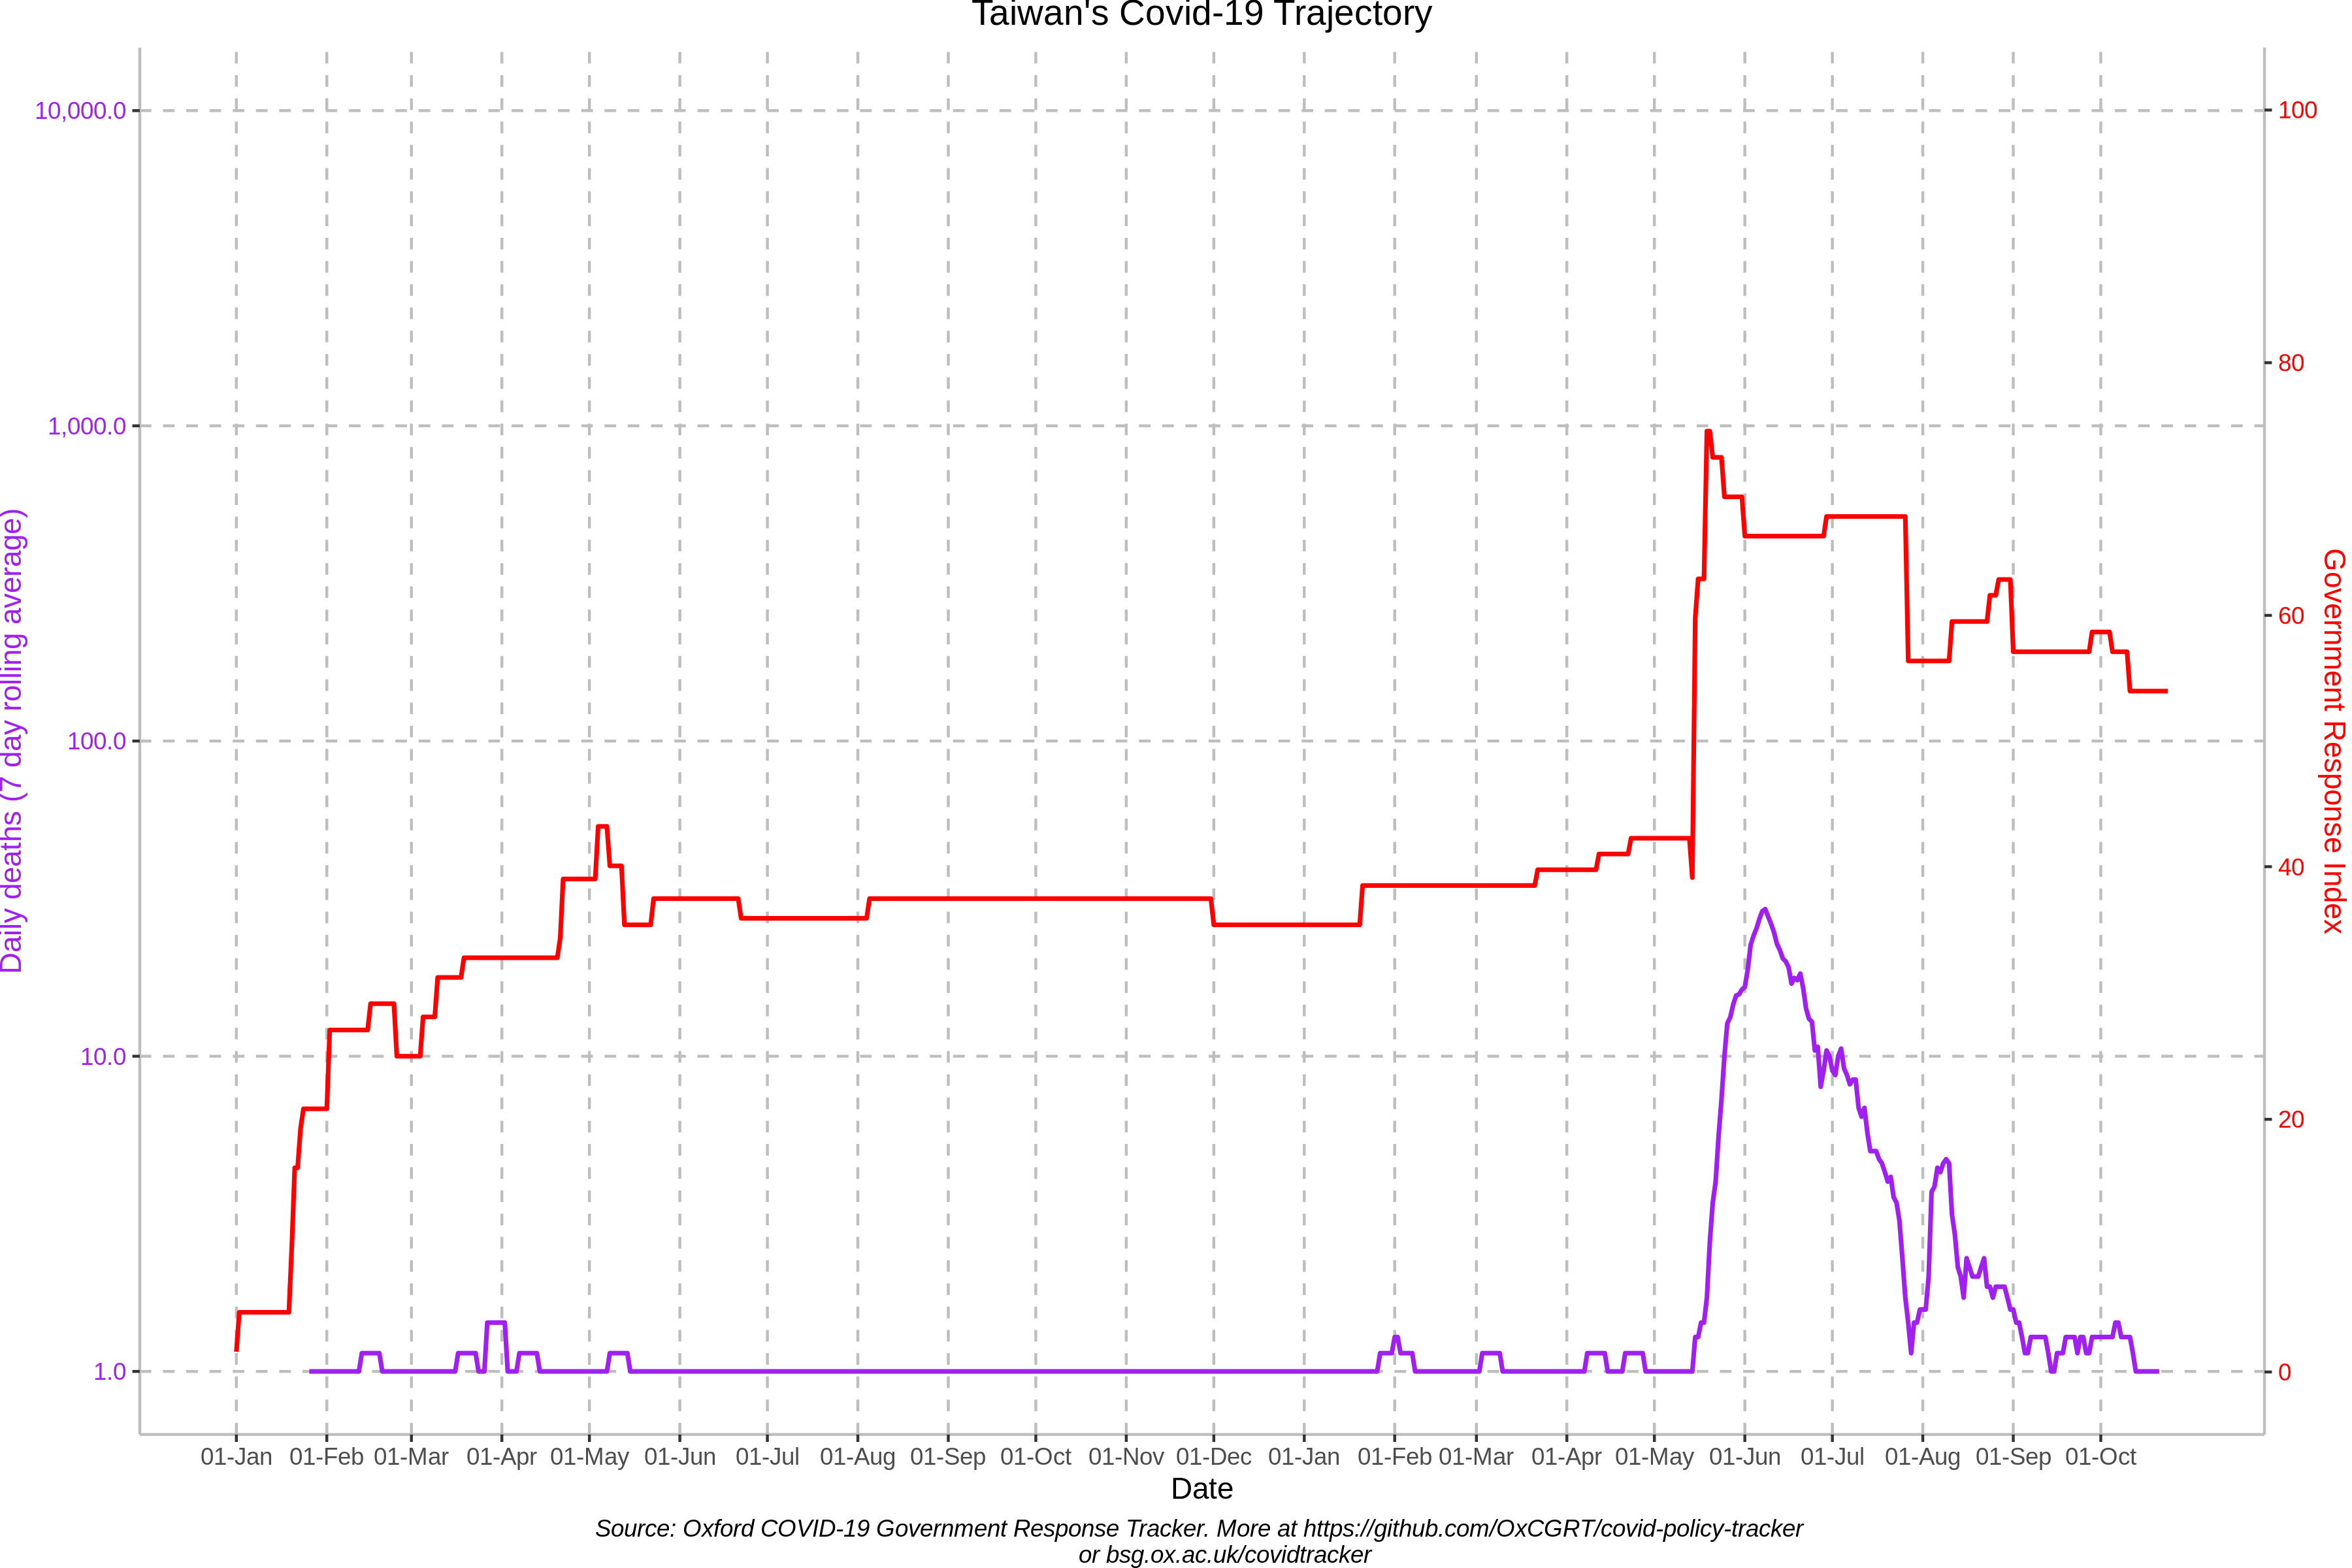 Taiwan's Covid-19 Trajectory
Daily deaths (7 day rolling average)
10,000.0
1,000.0
100.0
10.0
1.0
100
80
60
40
20
0
Government Response Index
01-Jan 01-Feb 01-Mar 01-Apr 01-May 01-Jun 01-Jul 01-Aug 01-Sep 01-Oct 01-Nov 01-Dec 01-Jan 01-Feb 01-Mar 01-Apr 01-May 01-Jun 01-Jul 01-Aug 01-Sep 01-Oct
Date
Source: Oxford COVID-19 Government Response Tracker. More at https://github.com/OxCGRT/covid-policy-tracker
or bsg.ox.ac.uk/covidtracker